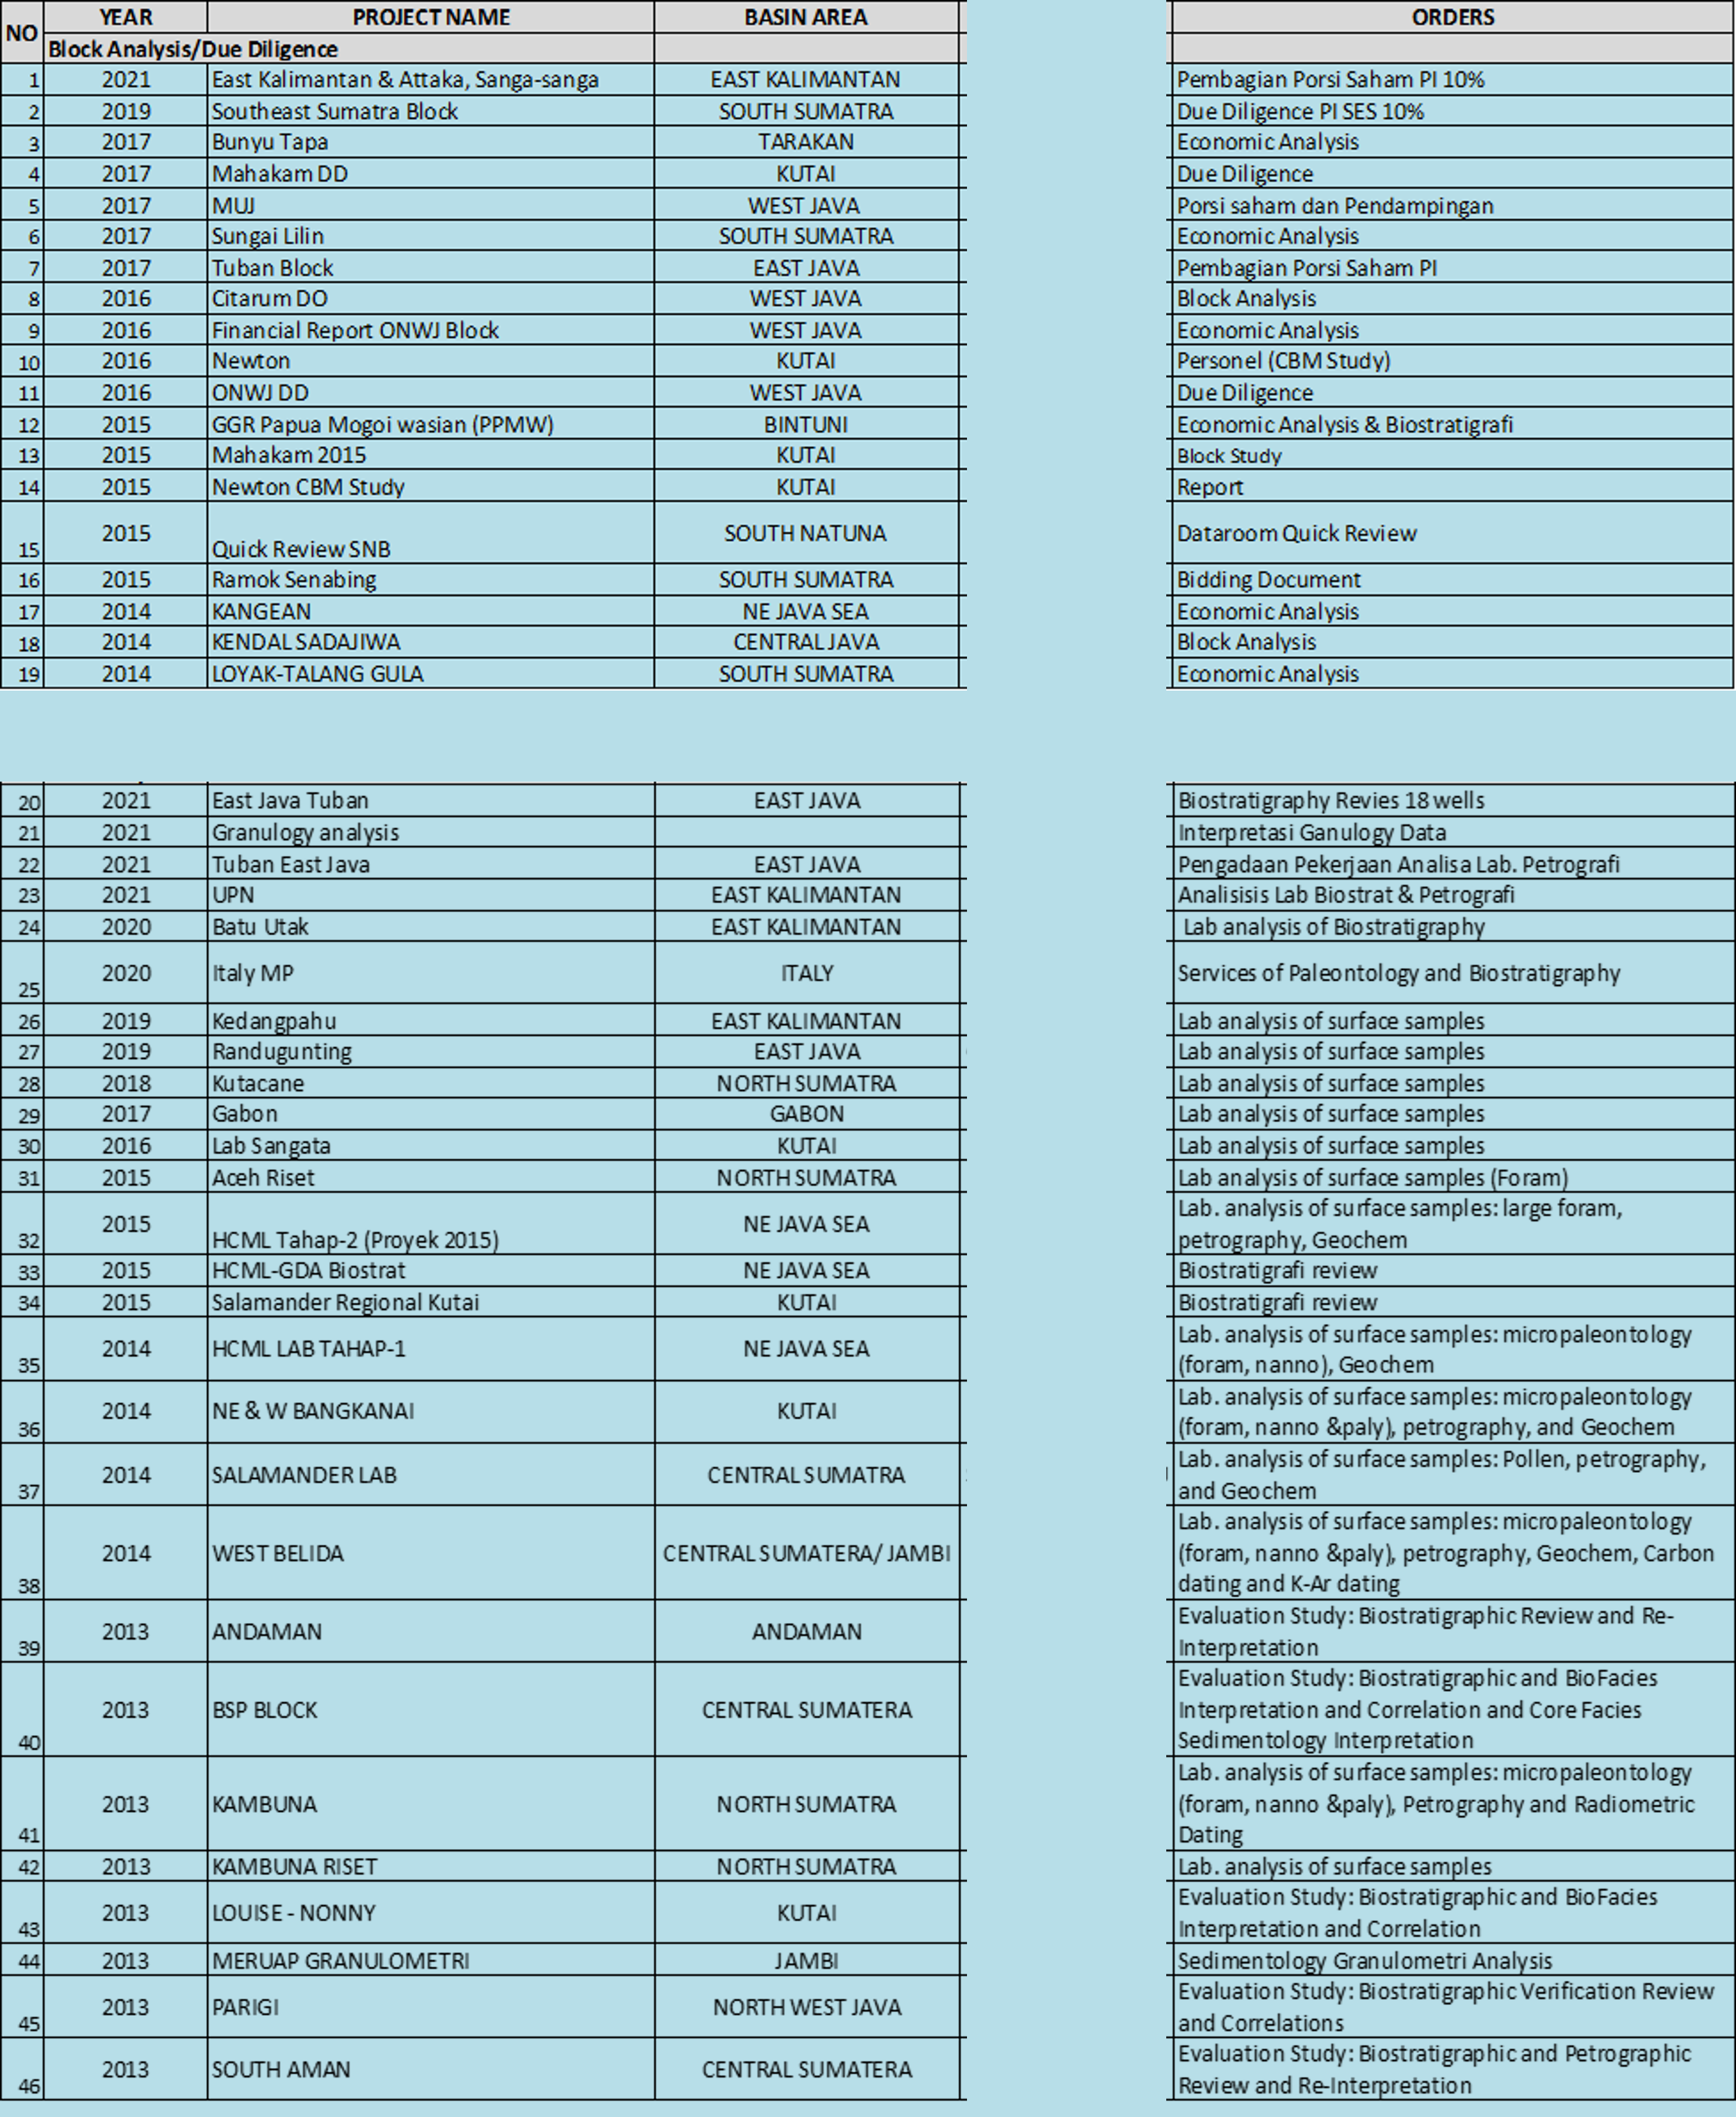 NO YEAR PROJECT NAME BASIN AREA ORDERS
Block Analysis/Due Diligence
1 2021 East Kalimantan & Attaka, Sanga-sanga EAST KALIMANTAN Pembagian Porsi Saham PI 10%
2 2019 Southeast Sumatra Block SOUTH SUMATRA Due Diligence PI SES 10%
3 2017 Bunyu Tapa TARAKAN Economic Analysis
4 2017 Mahakam DD KUTAI Due Diligence
5 2017 MUJ WEST JAVA Porsi saham dan Pendampingan
6 2017 Sungai Lilin SOUTH SUMATRA Economic Analysis
7 2017 Tuban Block EAST JAVA Pembagian Porsi Saham PI
8 2016 Citarum DO WEST JAVA Block Analysis
9 2016 Financial Report ONWJ Block WEST JAVA Economic Analysis
10 2016 Newton KUTAI Personel (CBM Study)
11 2016 ONWJ DD WEST JAVA Due Diligence
12 2015 GGR Papua Mogoi wasian (PPMW) BINTUNI Economic Analysis & Biostratigrafi
13 2015 Mahakam 2015 KUTAI Block Study
14 2015 Newton CBM Study KUTAI Report
15 2015 Quick Review SNB SOUTH NATUNA Dataroom Quick Review
16 2015 Ramok Senabing SOUTH SUMATRA Bidding Document
17 2014 KANGEAN NE JAVA SEA Economic Analysis
18 2014 KENDAL SADAJIWA CENTRAL JAVA Block Analysis
19 2014 LOYAK-TALANG GULA SOUTH SUMATRA Economic Analysis
20 2021 East Java Tuban EAST JAVA Biostratigraphy Revies 18 wells
21 2021 Granulogy analysis Interpretasi Ganulogy Data
22 2021 Tuban East Java EAST JAVA Pengadaan Pekerjaan Analisa Lab. Petrografi
23 2021 UPN EAST KALIMANTAN Analisisis Lab Biostrat & Petrografi
24 2020 Batu Utak EAST KALIMANTAN Lab analysis of Biostratigraphy
25 2020 Italy MP ITALY Services of Paleontology and Biostratigraphy
26 2019 Kedangpahu EAST KALIMANTAN Lab analysis of surface samples
27 2019 Randugunting EAST JAVA Lab analysis of surface samples
28 2018 Kutacane NORTH SUMATRA Lab analysis of surface samples
29 2017 Gabon GABON Lab analysis of surface samples
30 2016 Lab Sangata KUTAI Lab analysis of surface samples
31 2015 Aceh Riset NORTH SUMATRA Lab analysis of surface samples (Foram)
32 2015 HCML Tahap-2 (Proyek 2015) NE JAVA SEA Lab. analysis of surface samples: large foram,
petrography, Geochem
33 2015 HCML-GDA Biostrat NE JAVA SEA Biostratigrafi review
34 2015 Salamander Regional Kutai KUTAI Biostratigrafi review
35 2014 HCML LAB TAHAP-1 NE JAVA SEA Lab. analysis of surface samples: micropaleontology
(foram, nanno), Geochem
36 2014 NE & W BANGKANAI KUTAI Lab. analysis of surface samples: micropaleontology
(foram, nanno &paly), petrography, and Geochem
37 2014 SALAMANDER LAB CENTRAL SUMATRA Lab. analysis of surface samples: Pollen, petrography,
and Geochem
38 2014 WEST BELIDA CENTRAL SUMATERA/ JAMBI Lab. analysis of surface samples: micropaleontology
(foram, nanno &paly), petrography, Geochem, Carbon
dating and K-Ar dating
39 2013 ANDAMAN ANDAMAN Evaluation Study: Biostratigraphic Review and Re-
Interpretation
40 2013 BSP BLOCK CENTRAL SUMATERA Evaluation Study: Biostratigraphic and BioFacies
Interpretation and Correlation and Core Facies
Sedimentology Interpretation
41 2013 KAMBUNA NORTH SUMATRA Lab. analysis of surface samples: micropaleontology
(foram, nanno &paly), Petrography and Radiometric
Dating
42 2013 KAMBUNA RISET NORTH SUMATRA Lab. analysis of surface samples
43 2013 LOUISE - NONNY KUTAI Evaluation Study: Biostratigraphic and BioFacies
Interpretation and Correlation
44 2013 MERUAP GRANULOMETRI JAMBI Sedimentology Granulometri Analysis
45 2013 PARIGI NORTH WEST JAVA Evaluation Study: Biostratigraphic Verification Review
and Correlations
46 2013 SOUTH AMAN CENTRAL SUMATERA Evaluation Study: Biostratigraphic and Petrographic
Review and Re-Interpretation